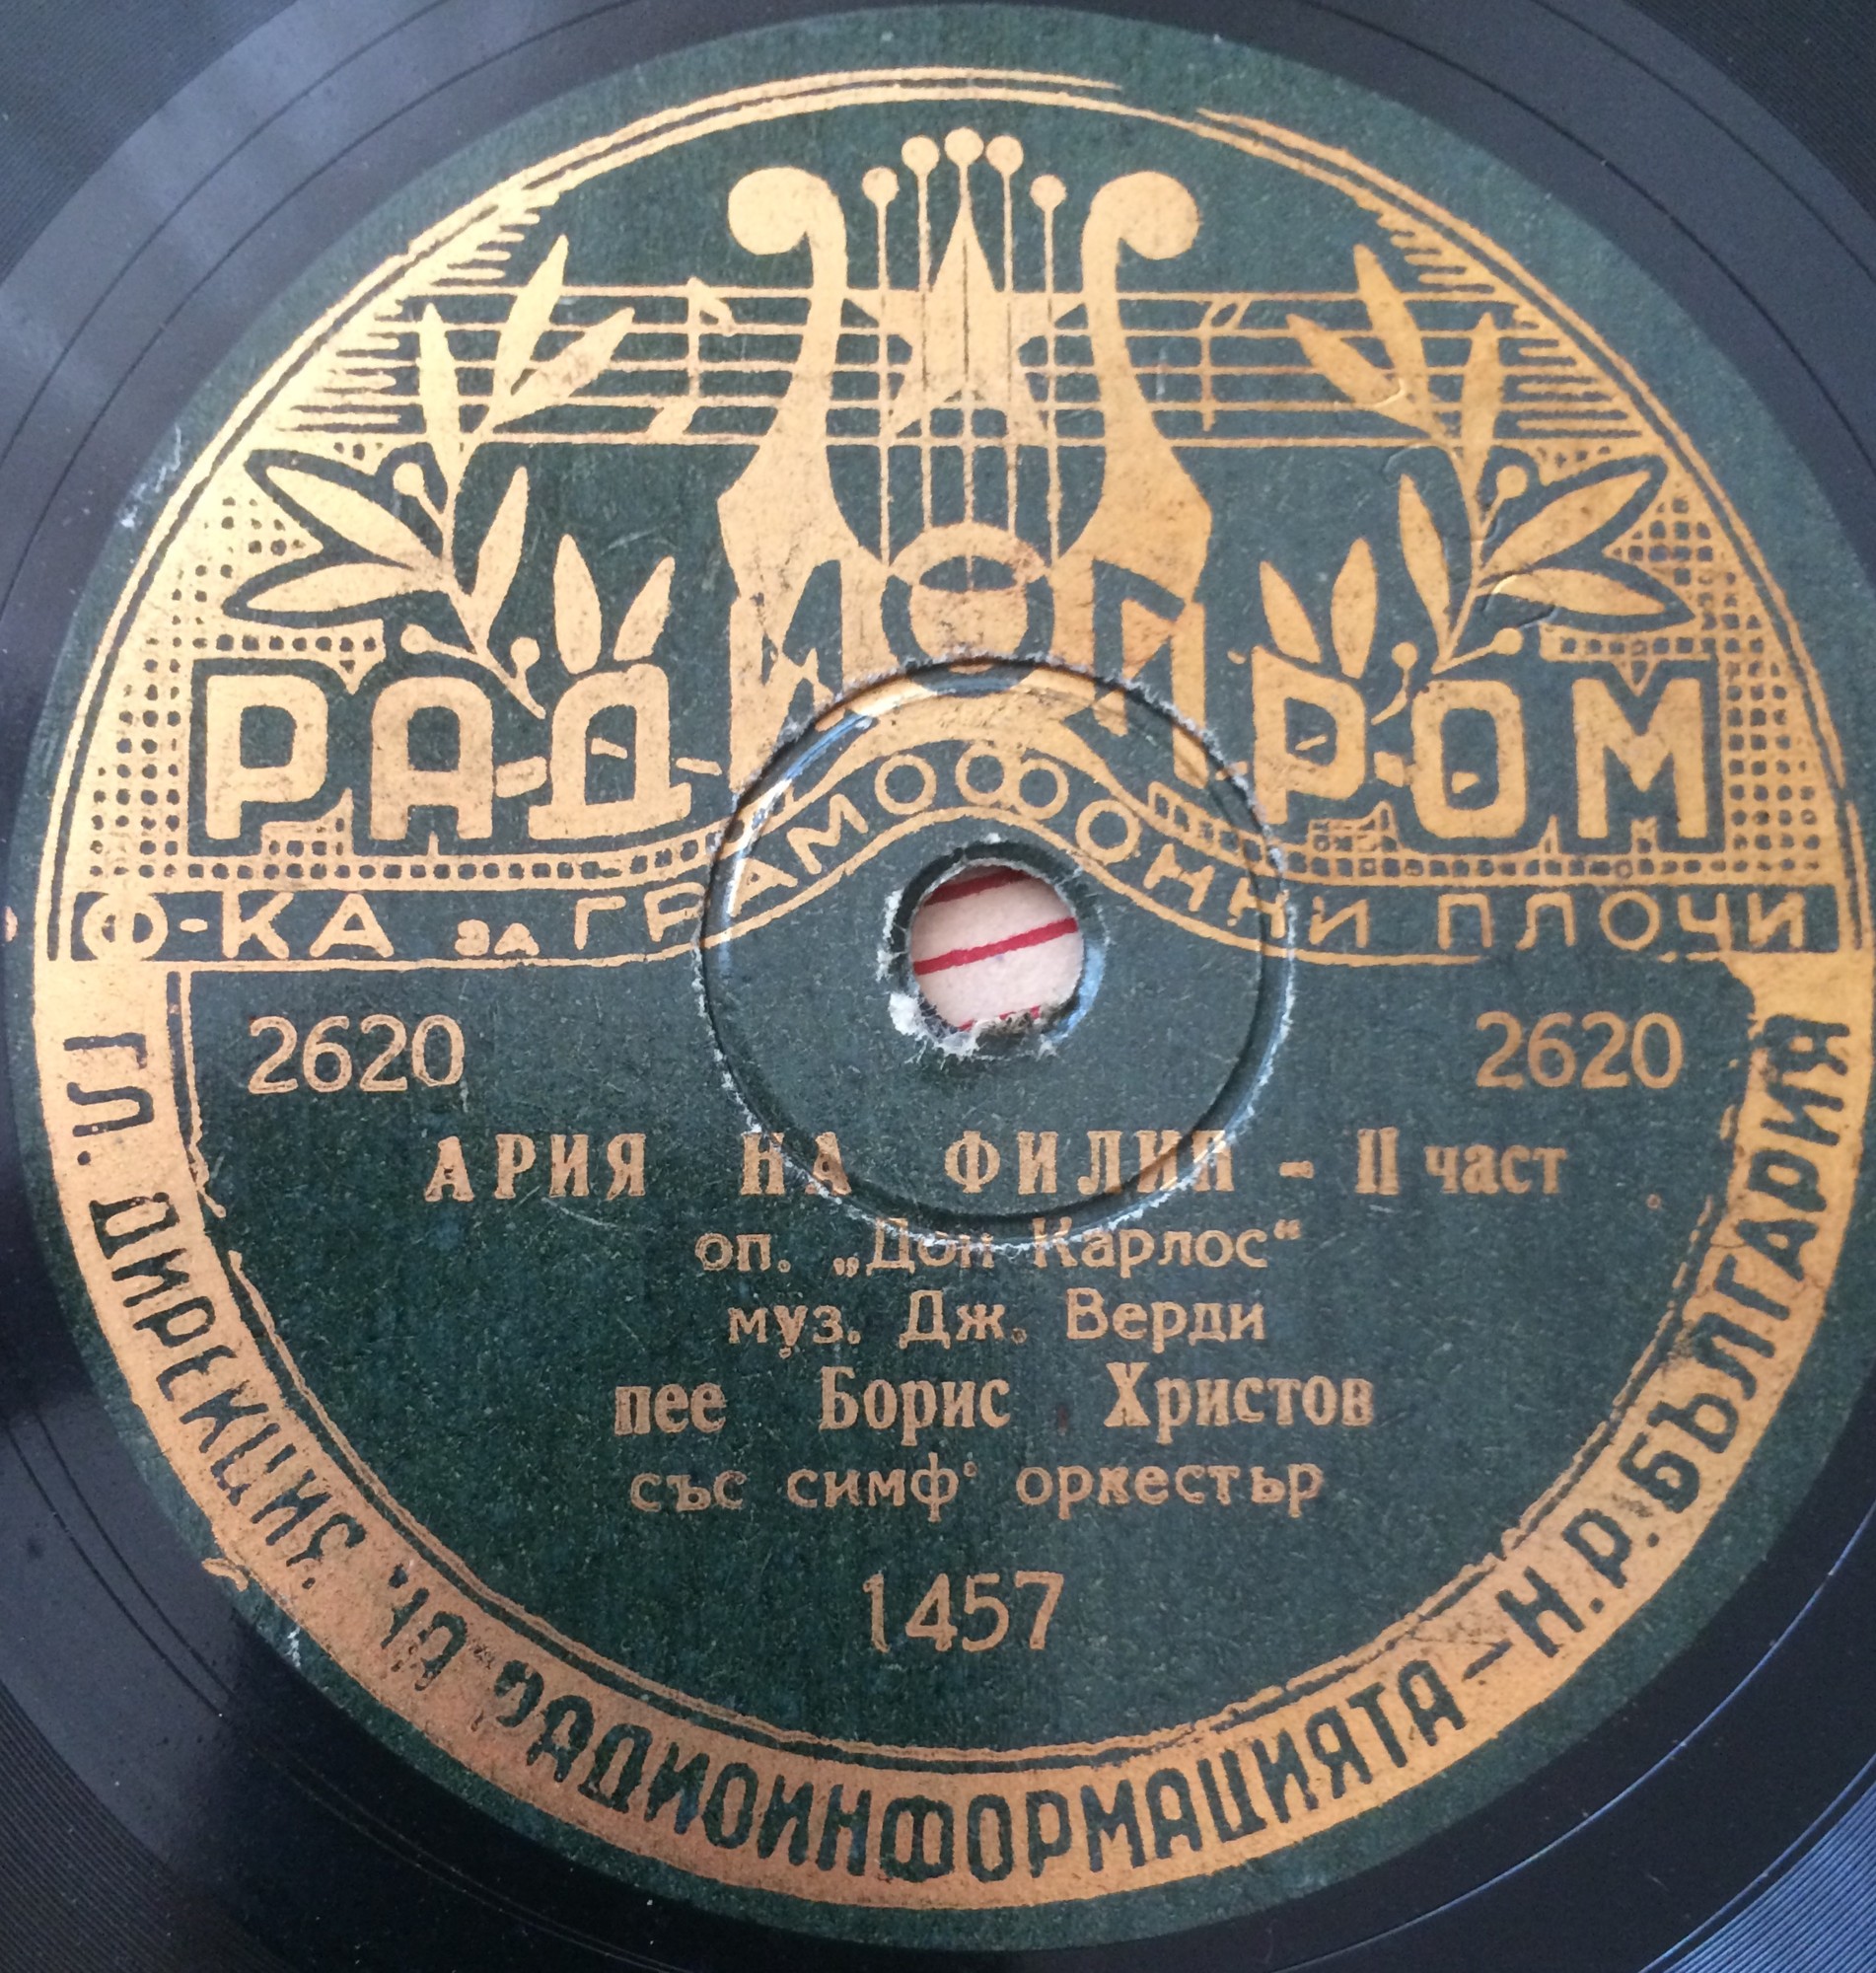 РАДИОПРОМ
Ф-КА ЗА ГРАМОФОННИ ПЛОЧИ
2620 2620
АРИЯ НА ФИЛИП - II част
оп. „Дон Карлос“
муз. Дж. Верди
пее Борис Христов
със симф. оркестър
1457
ГЛ. ДИРЕКЦИЯ НА РАДИОИНФОРМАЦИЯТА - Н.Р. БЪЛГАРИЯ